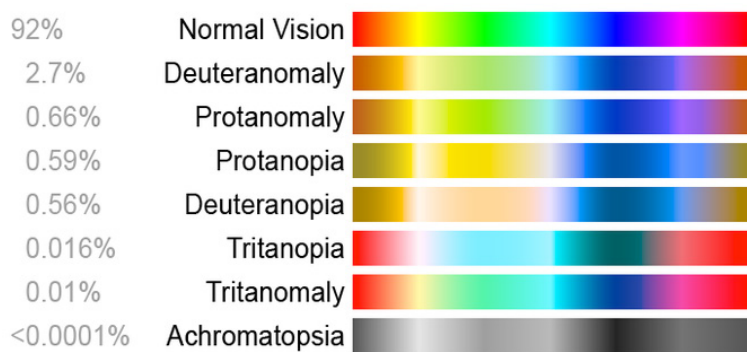 92% Normal Vision
2.7% Deuteranomaly
0.66% Protanomaly
0.59% Protanopia
0.56% Deuteranopia
0.016% Tritanopia
0.01% Tritanomaly
<0.0001% Achromatopsia